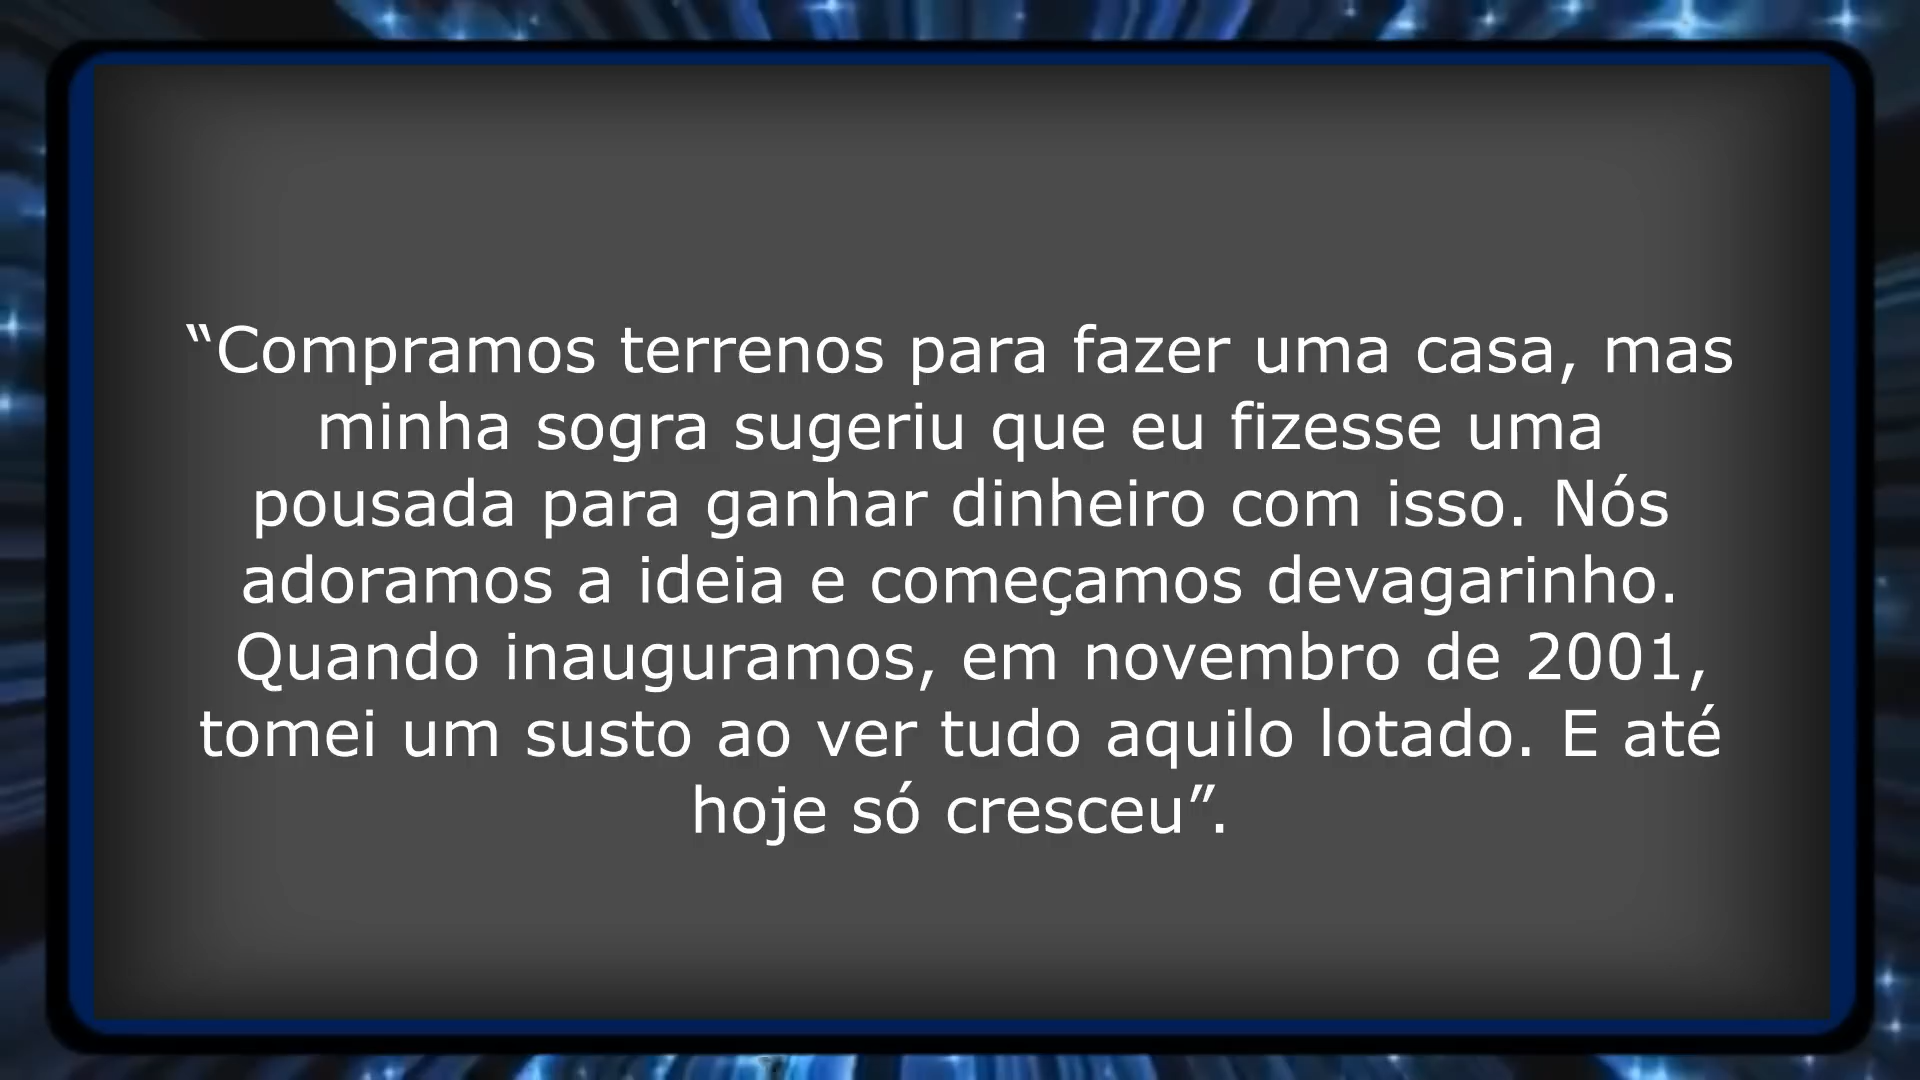 “Compramos terrenos para fazer uma casa, mas
minha sogra sugeriu que eu fizesse uma
pousada para ganhar dinheiro com isso. Nós
adoramos a ideia e começamos devagarinho.
Quando inauguramos, em novembro de 2001,
tomei um susto ao ver tudo aquilo lotado. E até
hoje só cresceu”.